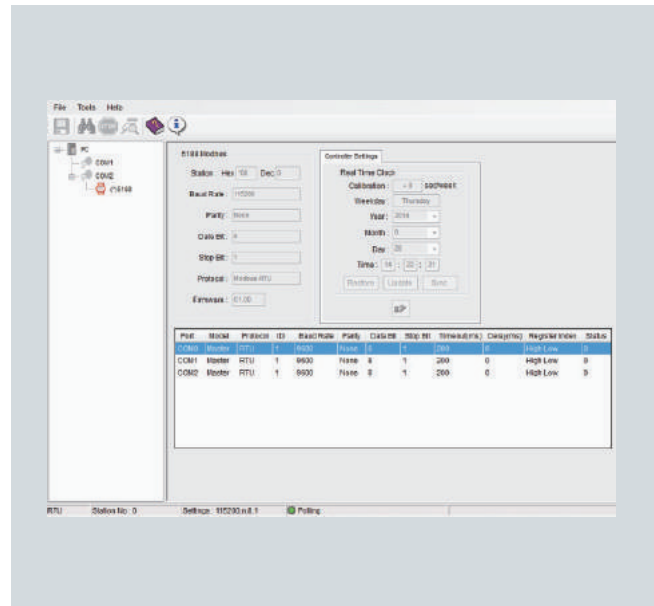 File Tools Help
PC
COM1
COM2
5188 Modbus
Station Hex Dec 0
Baud Rate: 115200
Parity: None
Data Bit: 8
Stop Bit: 1
Protocol: Modbus RTU
Firmware:
Controller Settings
Real Time Clock
Calibration: sec/week
Weekday: Thursday
Year: 2014
Month:
Day: 20
Time: 14 : :
Restore Update Sync
Port Model Protocol ID Baud Rate Parity Data Bit Stop Bit Timeout(ms) Delay(ms) Register Index Status
COM0 Master RTU 1 9600 None 8 1 200 0 High Low 0
COM1 Master RTU 1 9600 None 8 1 200 0 High Low 0
COM2 Master RTU 1 9600 None 8 1 200 0 High Low 0
RTU Station No: 0 Settings: 115200,n,8,1 Polling